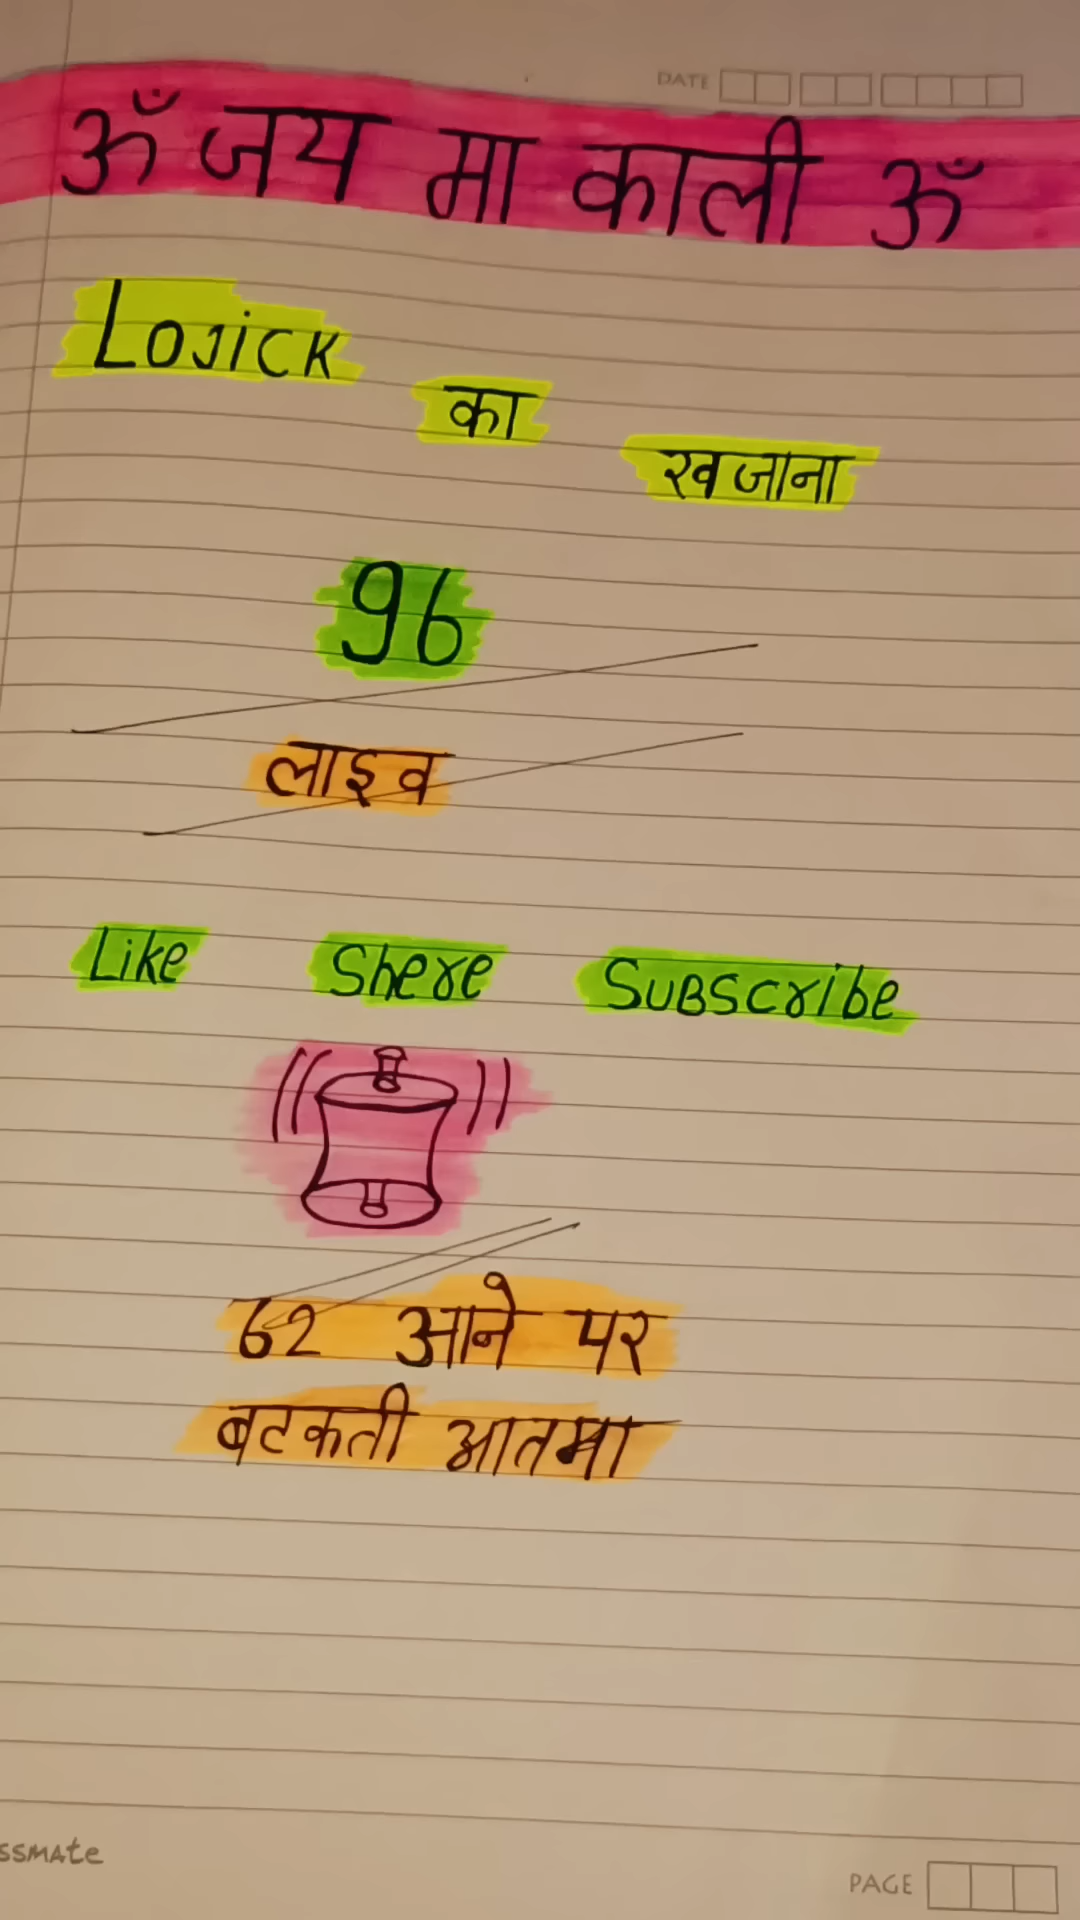 DATE
ॐ जय मा काली ॐ
Lojick
का
खजाना
96
लाइव
Like Shere Subscribe
62 आने पर
बटकती आतमा
ssmate
PAGE